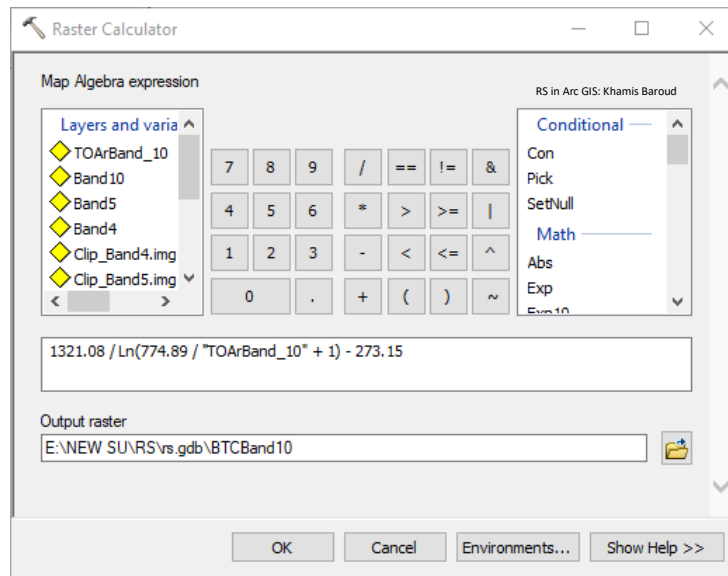 Raster Calculator
Map Algebra expression
RS in Arc GIS: Khamis Baroud
Layers and varia
TOArBand_10
Band10
Band5
Band4
Clip_Band4.img
Clip_Band5.img
7 8 9 / == != &
4 5 6 * > >= |
1 2 3 - < <= ^
0 . + ( ) ~
Conditional
Con
Pick
SetNull
Math
Abs
Exp
Exp10
1321.08 / Ln(774.89 / "TOArBand_10" + 1) - 273.15
Output raster
E:\NEW SU\RS\rs.gdb\BTCBand10
OK Cancel Environments... Show Help >>